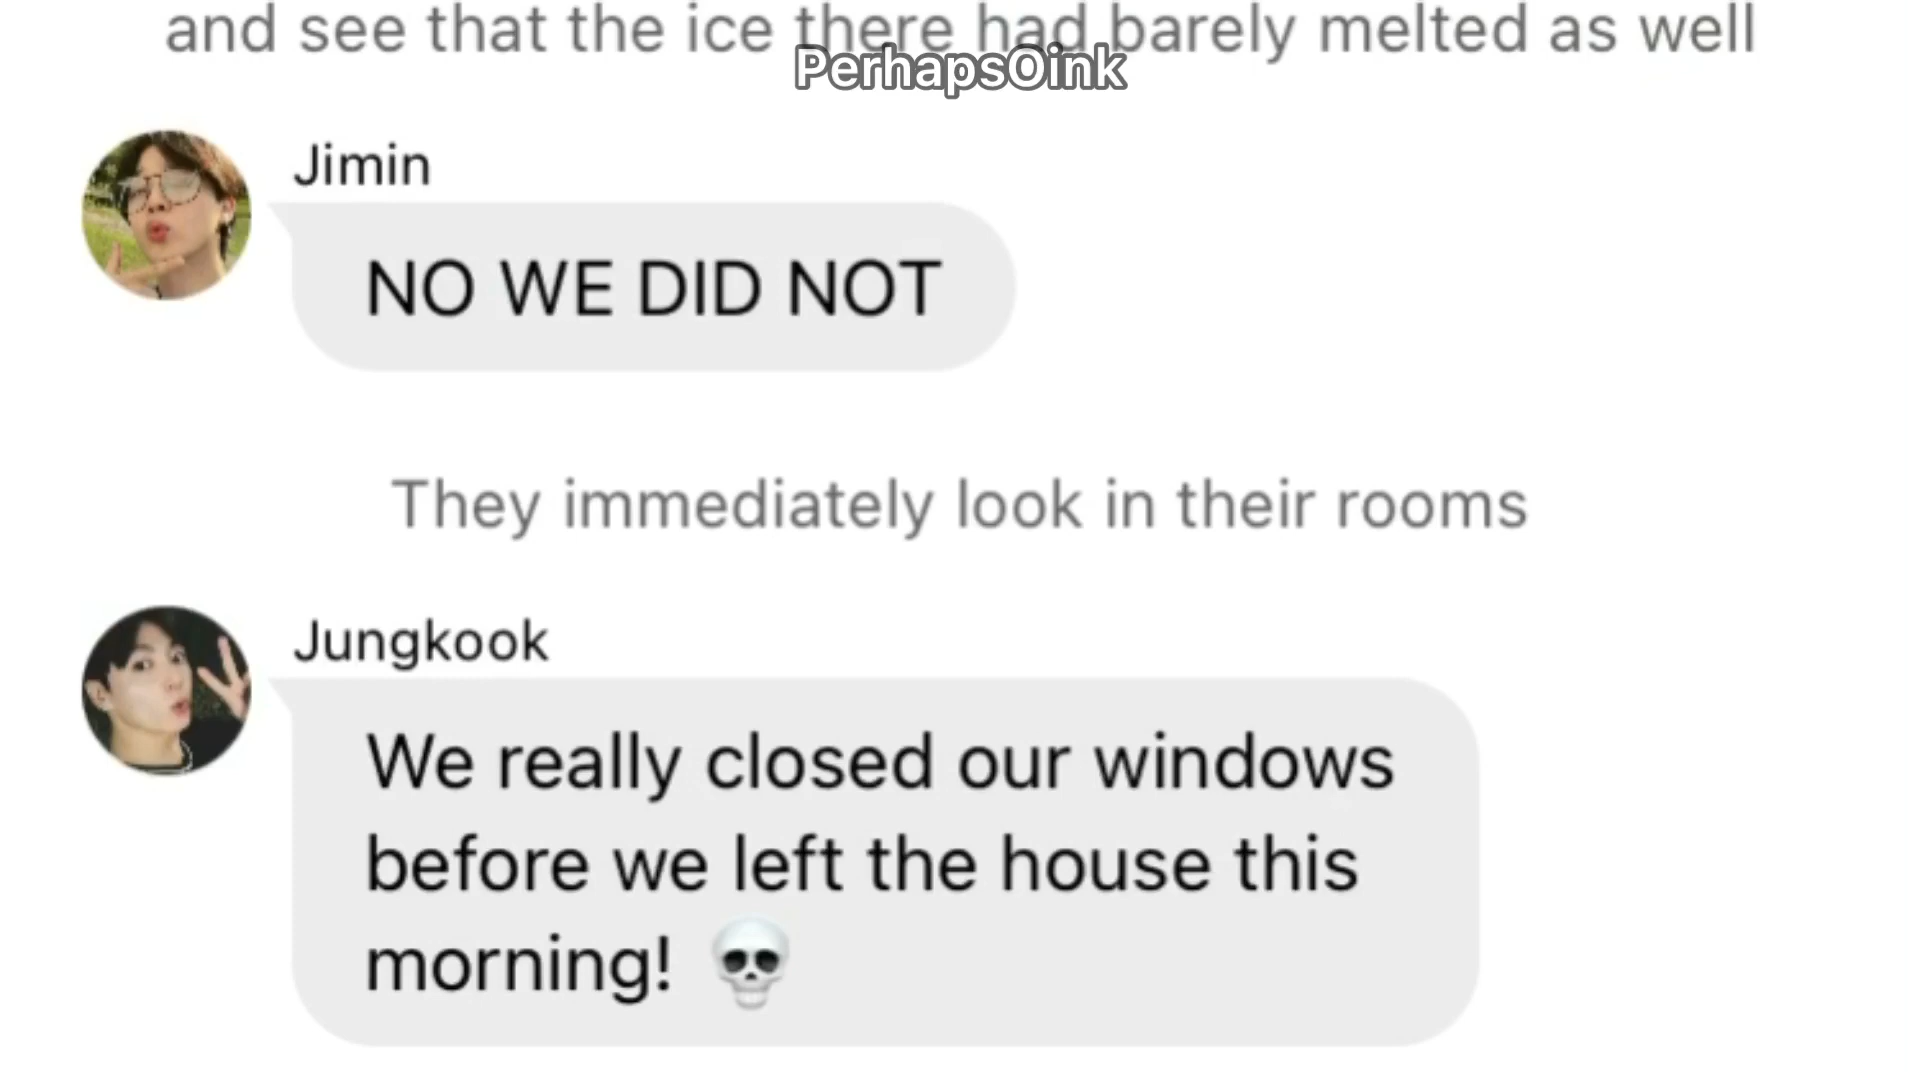 and see that the ice there had barely melted as well
PerhapsOink
Jimin
NO WE DID NOT
They immediately look in their rooms
Jungkook
We really closed our windows
before we left the house this
morning! 💀